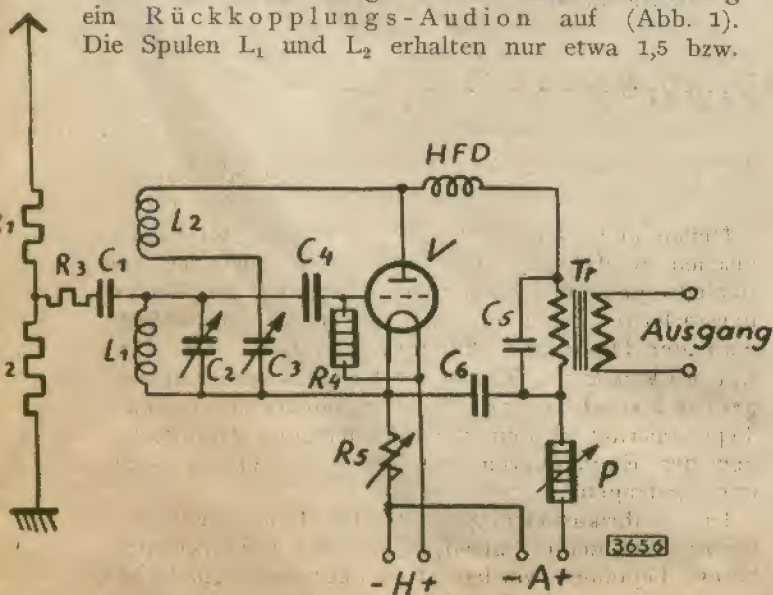 ein Rückkopplungs-Audion auf (Abb. 1).
Die Spulen L₁ und L₂ erhalten nur etwa 1,5 bzw.
HFD
L2
V
C4
R3
C1
Tr
C5
Ausgang
L1
C2
C3
R4
C6
2
R5
P
3656
-H+
-A+